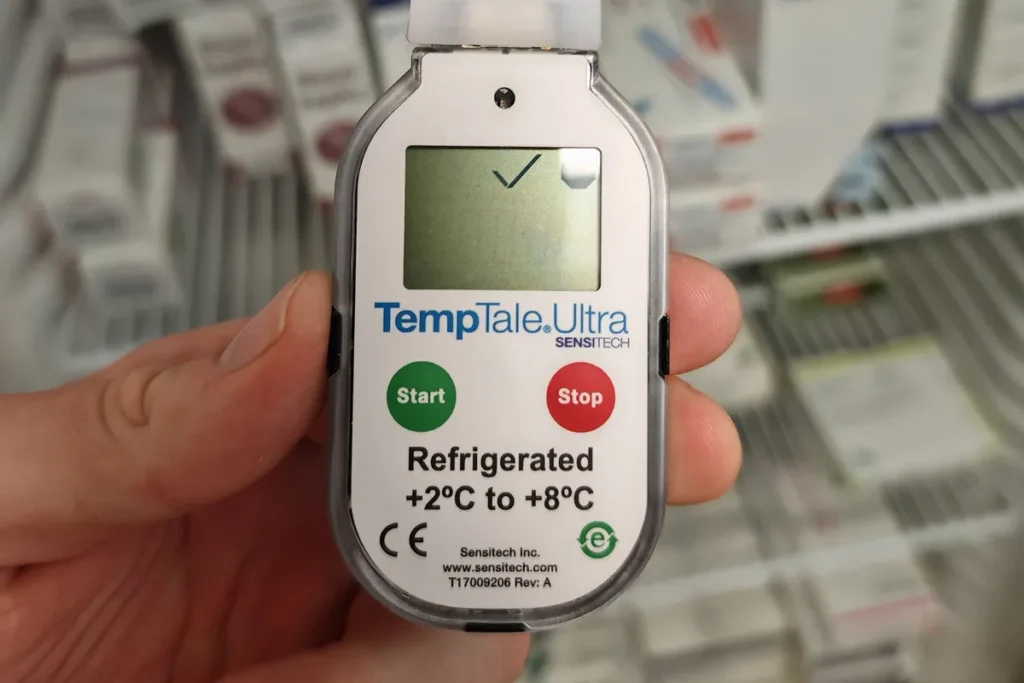 TempTale® Ultra
SENSITECH
Start
Stop
Refrigerated
+2ºC to +8ºC
CE
e
Sensitech Inc.
www.sensitech.com
T17009206 Rev: A